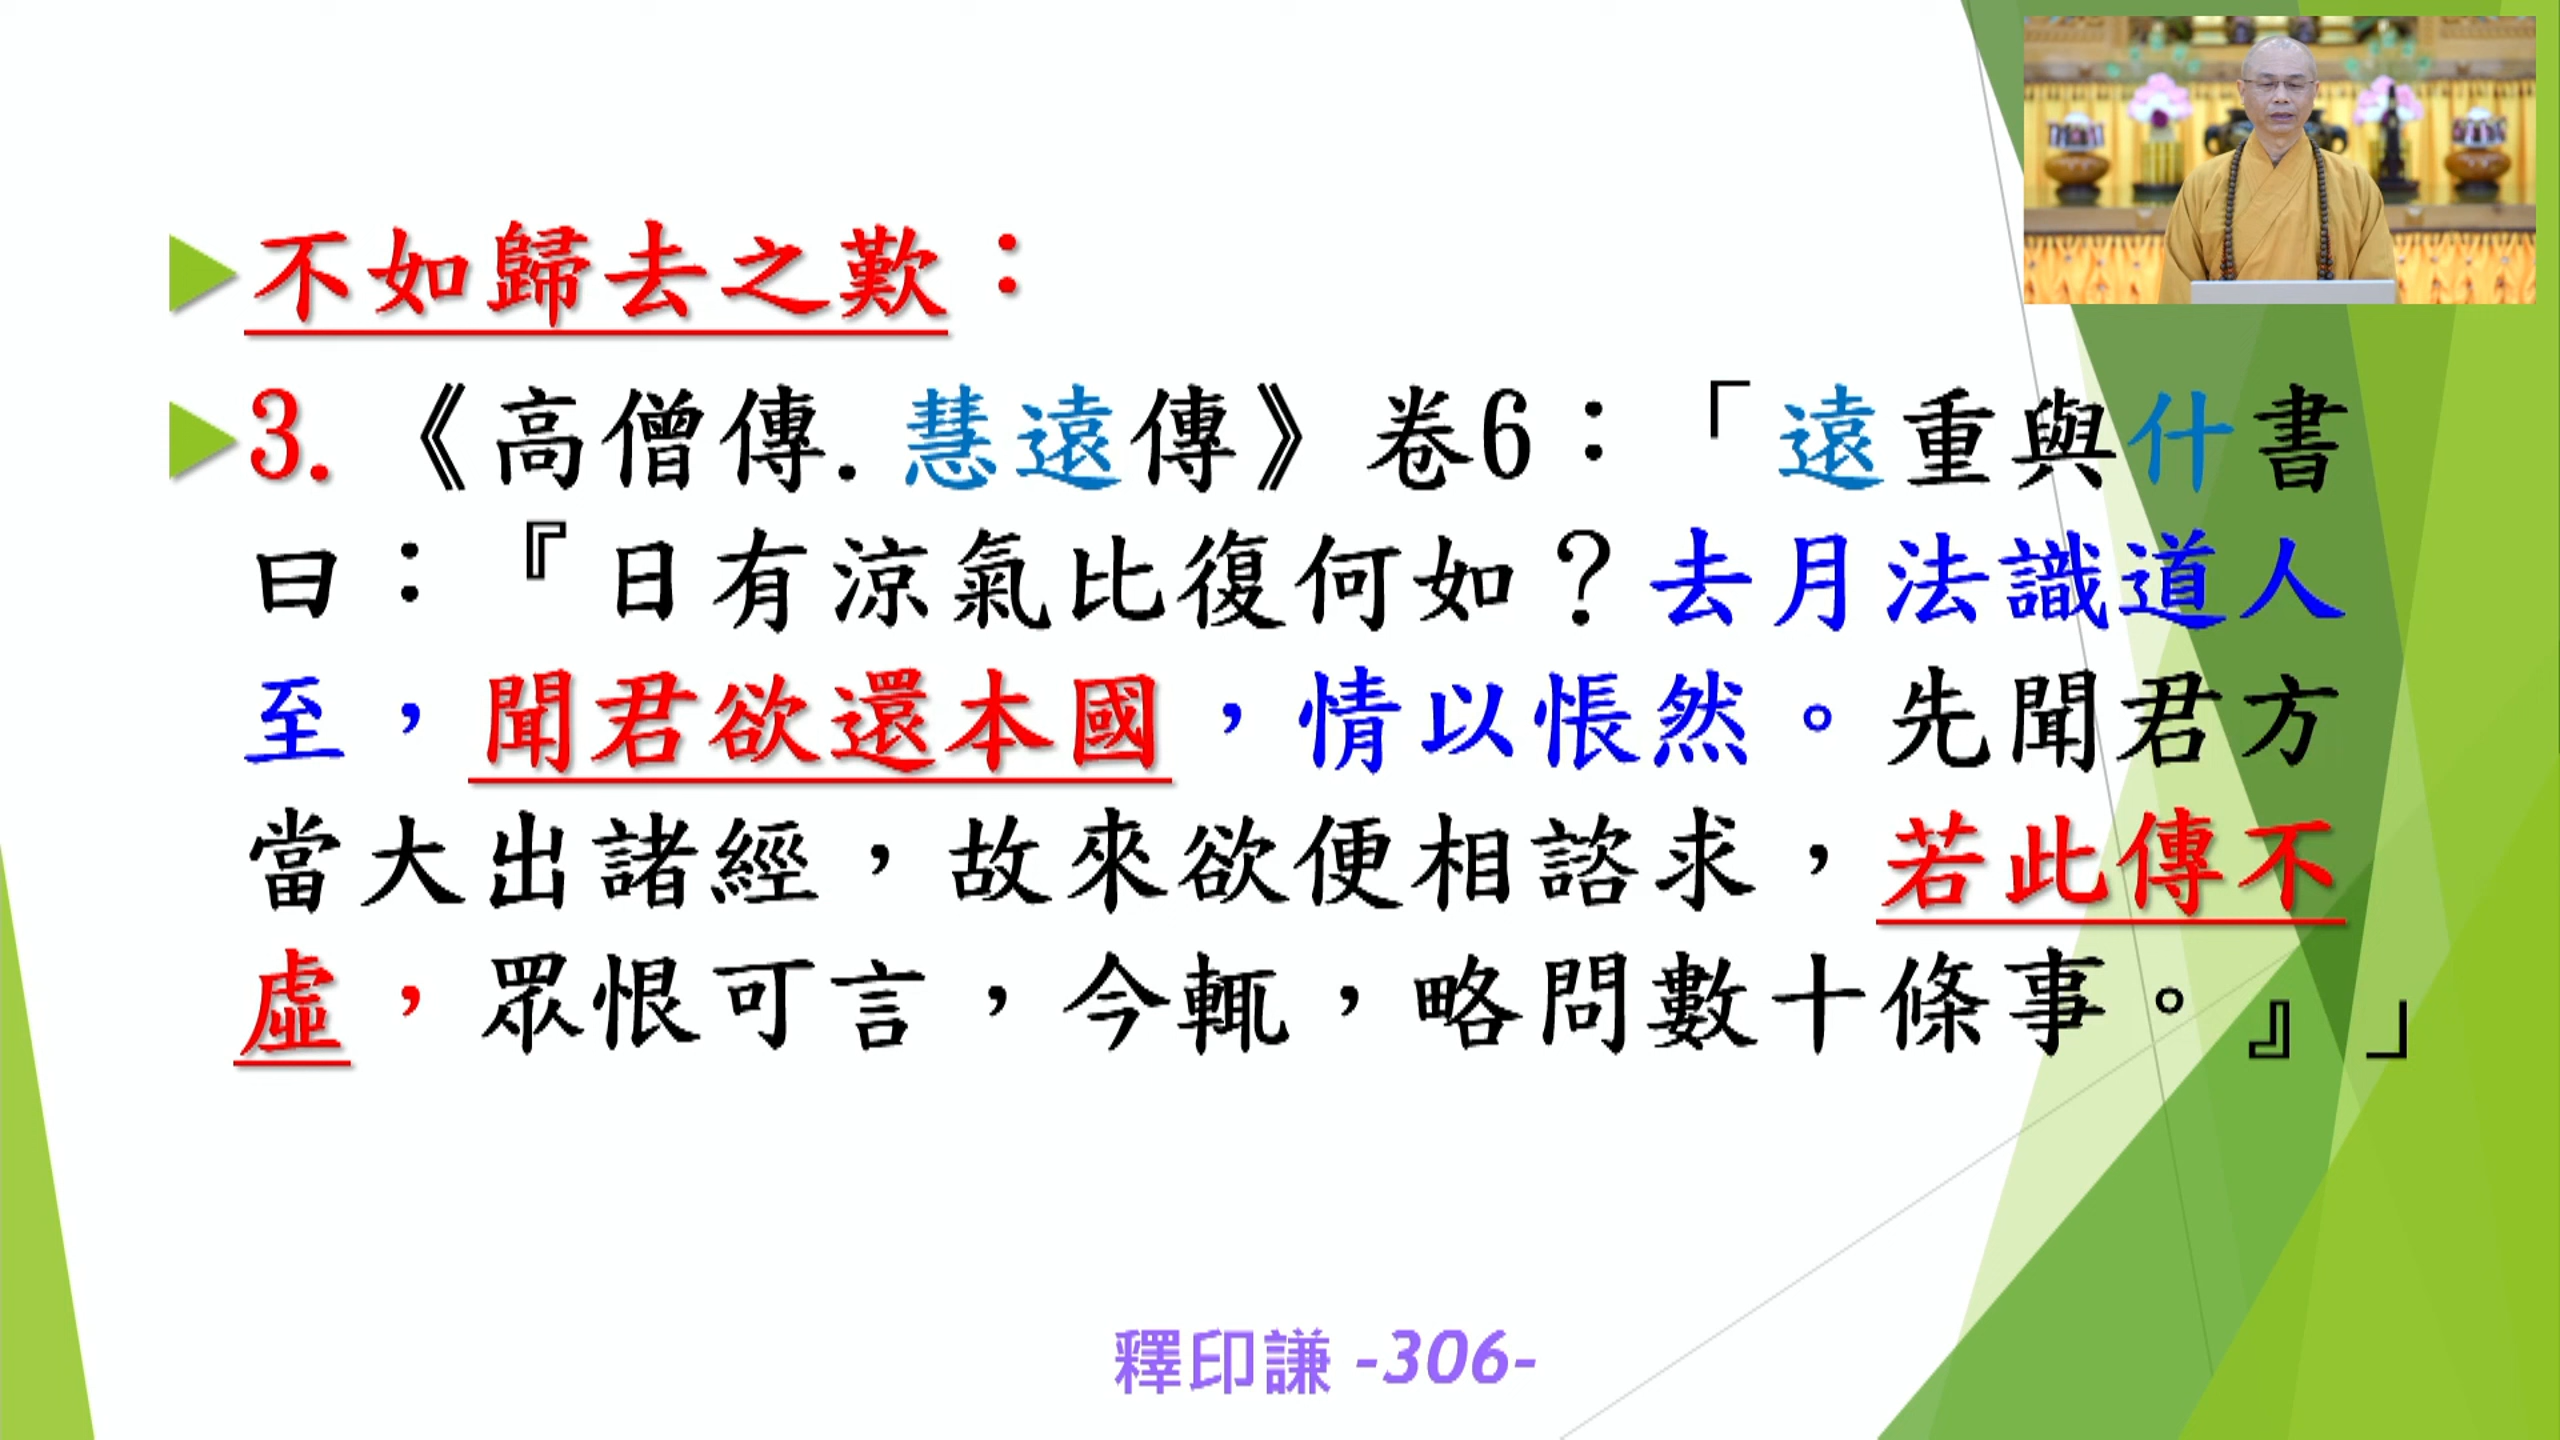 不如歸去之歎：
3. 《高僧傳.慧遠傳》卷6：「遠重與什書
曰：『日有涼氣比復何如？去月法識道人
至，聞君欲還本國，情以悵然。先聞君方
當大出諸經，故來欲便相諮求，若此傳不
虛，眾恨可言，今輒，略問數十條事。』」
釋印謙 -306-